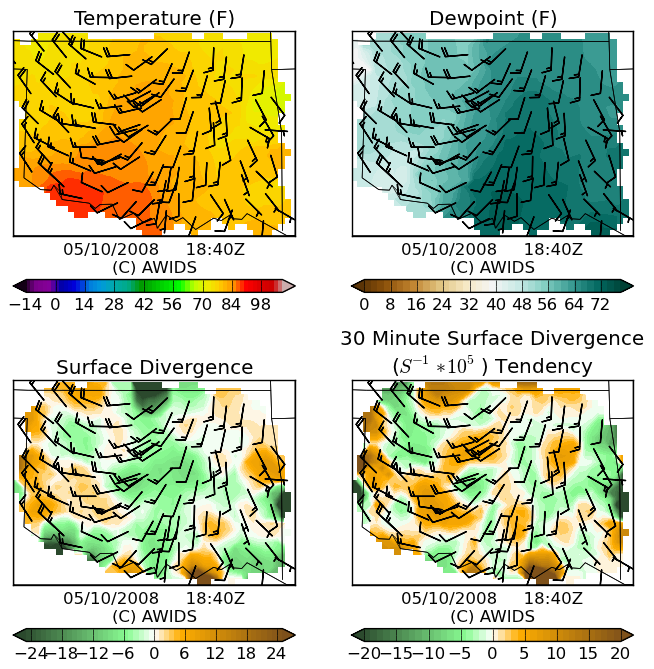 Temperature (F)
Dewpoint (F)
05/10/2008 18:40Z
(C) AWIDS
05/10/2008 18:40Z
(C) AWIDS
−14 0 14 28 42 56 70 84 98
0 8 16 24 32 40 48 56 64 72
Surface Divergence
30 Minute Surface Divergence
(S⁻¹ *10⁵ ) Tendency
05/10/2008 18:40Z
(C) AWIDS
05/10/2008 18:40Z
(C) AWIDS
−24 −18 −12 −6 0 6 12 18 24
−20 −15 −10 −5 0 5 10 15 20